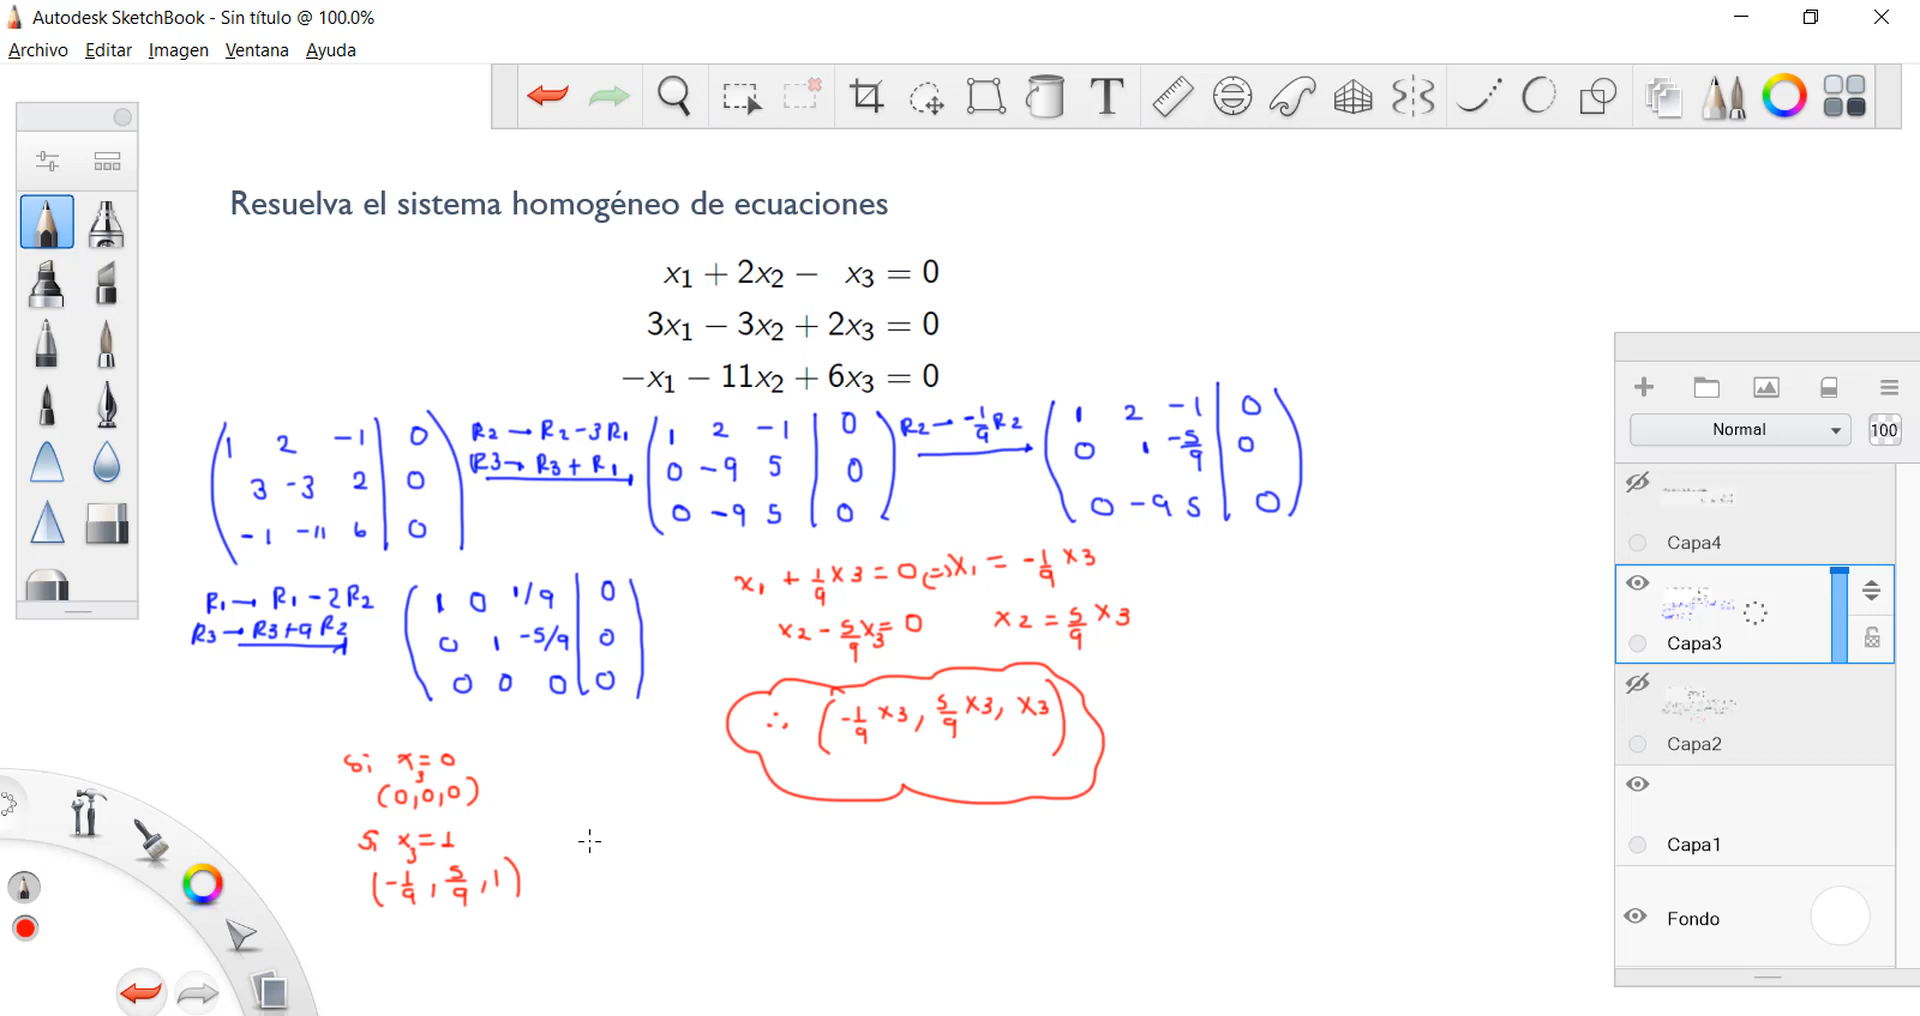 Autodesk SketchBook - Sin título @ 100.0%
Archivo Editar Imagen Ventana Ayuda
Resuelva el sistema homogéneo de ecuaciones
x1 + 2x2 − x3 = 0
3x1 − 3x2 + 2x3 = 0
−x1 − 11x2 + 6x3 = 0
1 2 -1 | 0
3 -3 2 | 0
-1 -11 6 | 0
R2 → R2 - 3R1
R3 → R3 + R1
1 2 -1 | 0
0 -9 5 | 0
0 -9 5 | 0
R2 → -1/9 R2
1 2 -1 | 0
0 1 -5/9 | 0
0 -9 5 | 0
R1 → R1 - 2R2
R3 → R3 + 9R2
1 0 1/9 | 0
0 1 -5/9 | 0
0 0 0 | 0
x1 + 1/9 x3 = 0 (=) x1 = -1/9 x3
x2 - 5/9 x3 = 0 x2 = 5/9 x3
∴ (-1/9 x3, 5/9 x3, x3)
Si x3 = 0
(0,0,0)
Si x3 = 1
(-1/9, 5/9, 1)
Normal 100
Capa4
Capa3
Capa2
Capa1
Fondo